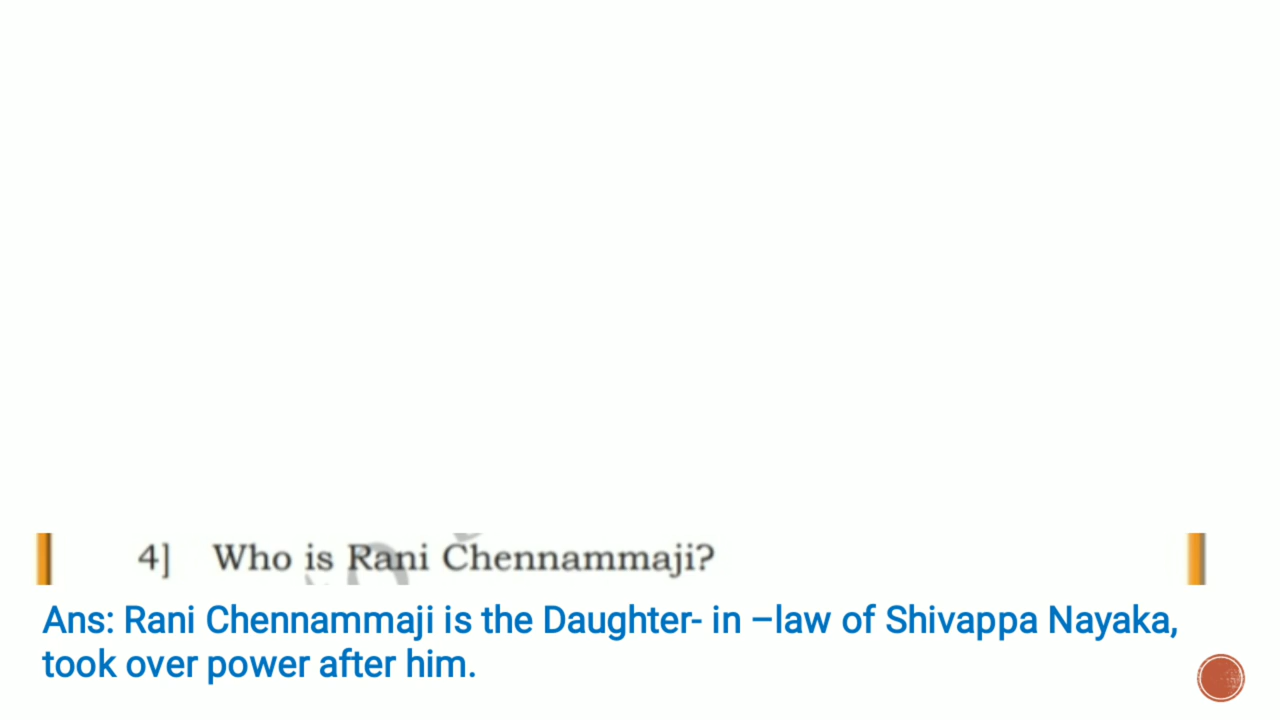 4] Who is Rani Chennammaji?
Ans: Rani Chennammaji is the Daughter- in –law of Shivappa Nayaka,
took over power after him.